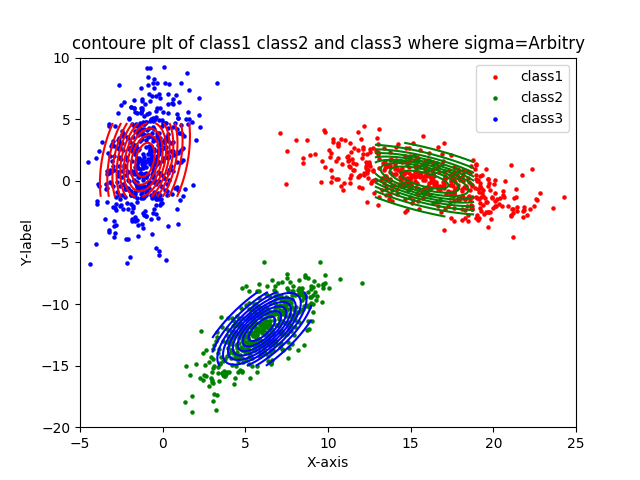 contoure plt of class1 class2 and class3 where sigma=Arbitry
class1
class2
class3
10
5
0
−5
−10
−15
−20
Y-label
−5
0
5
10
15
20
25
X-axis